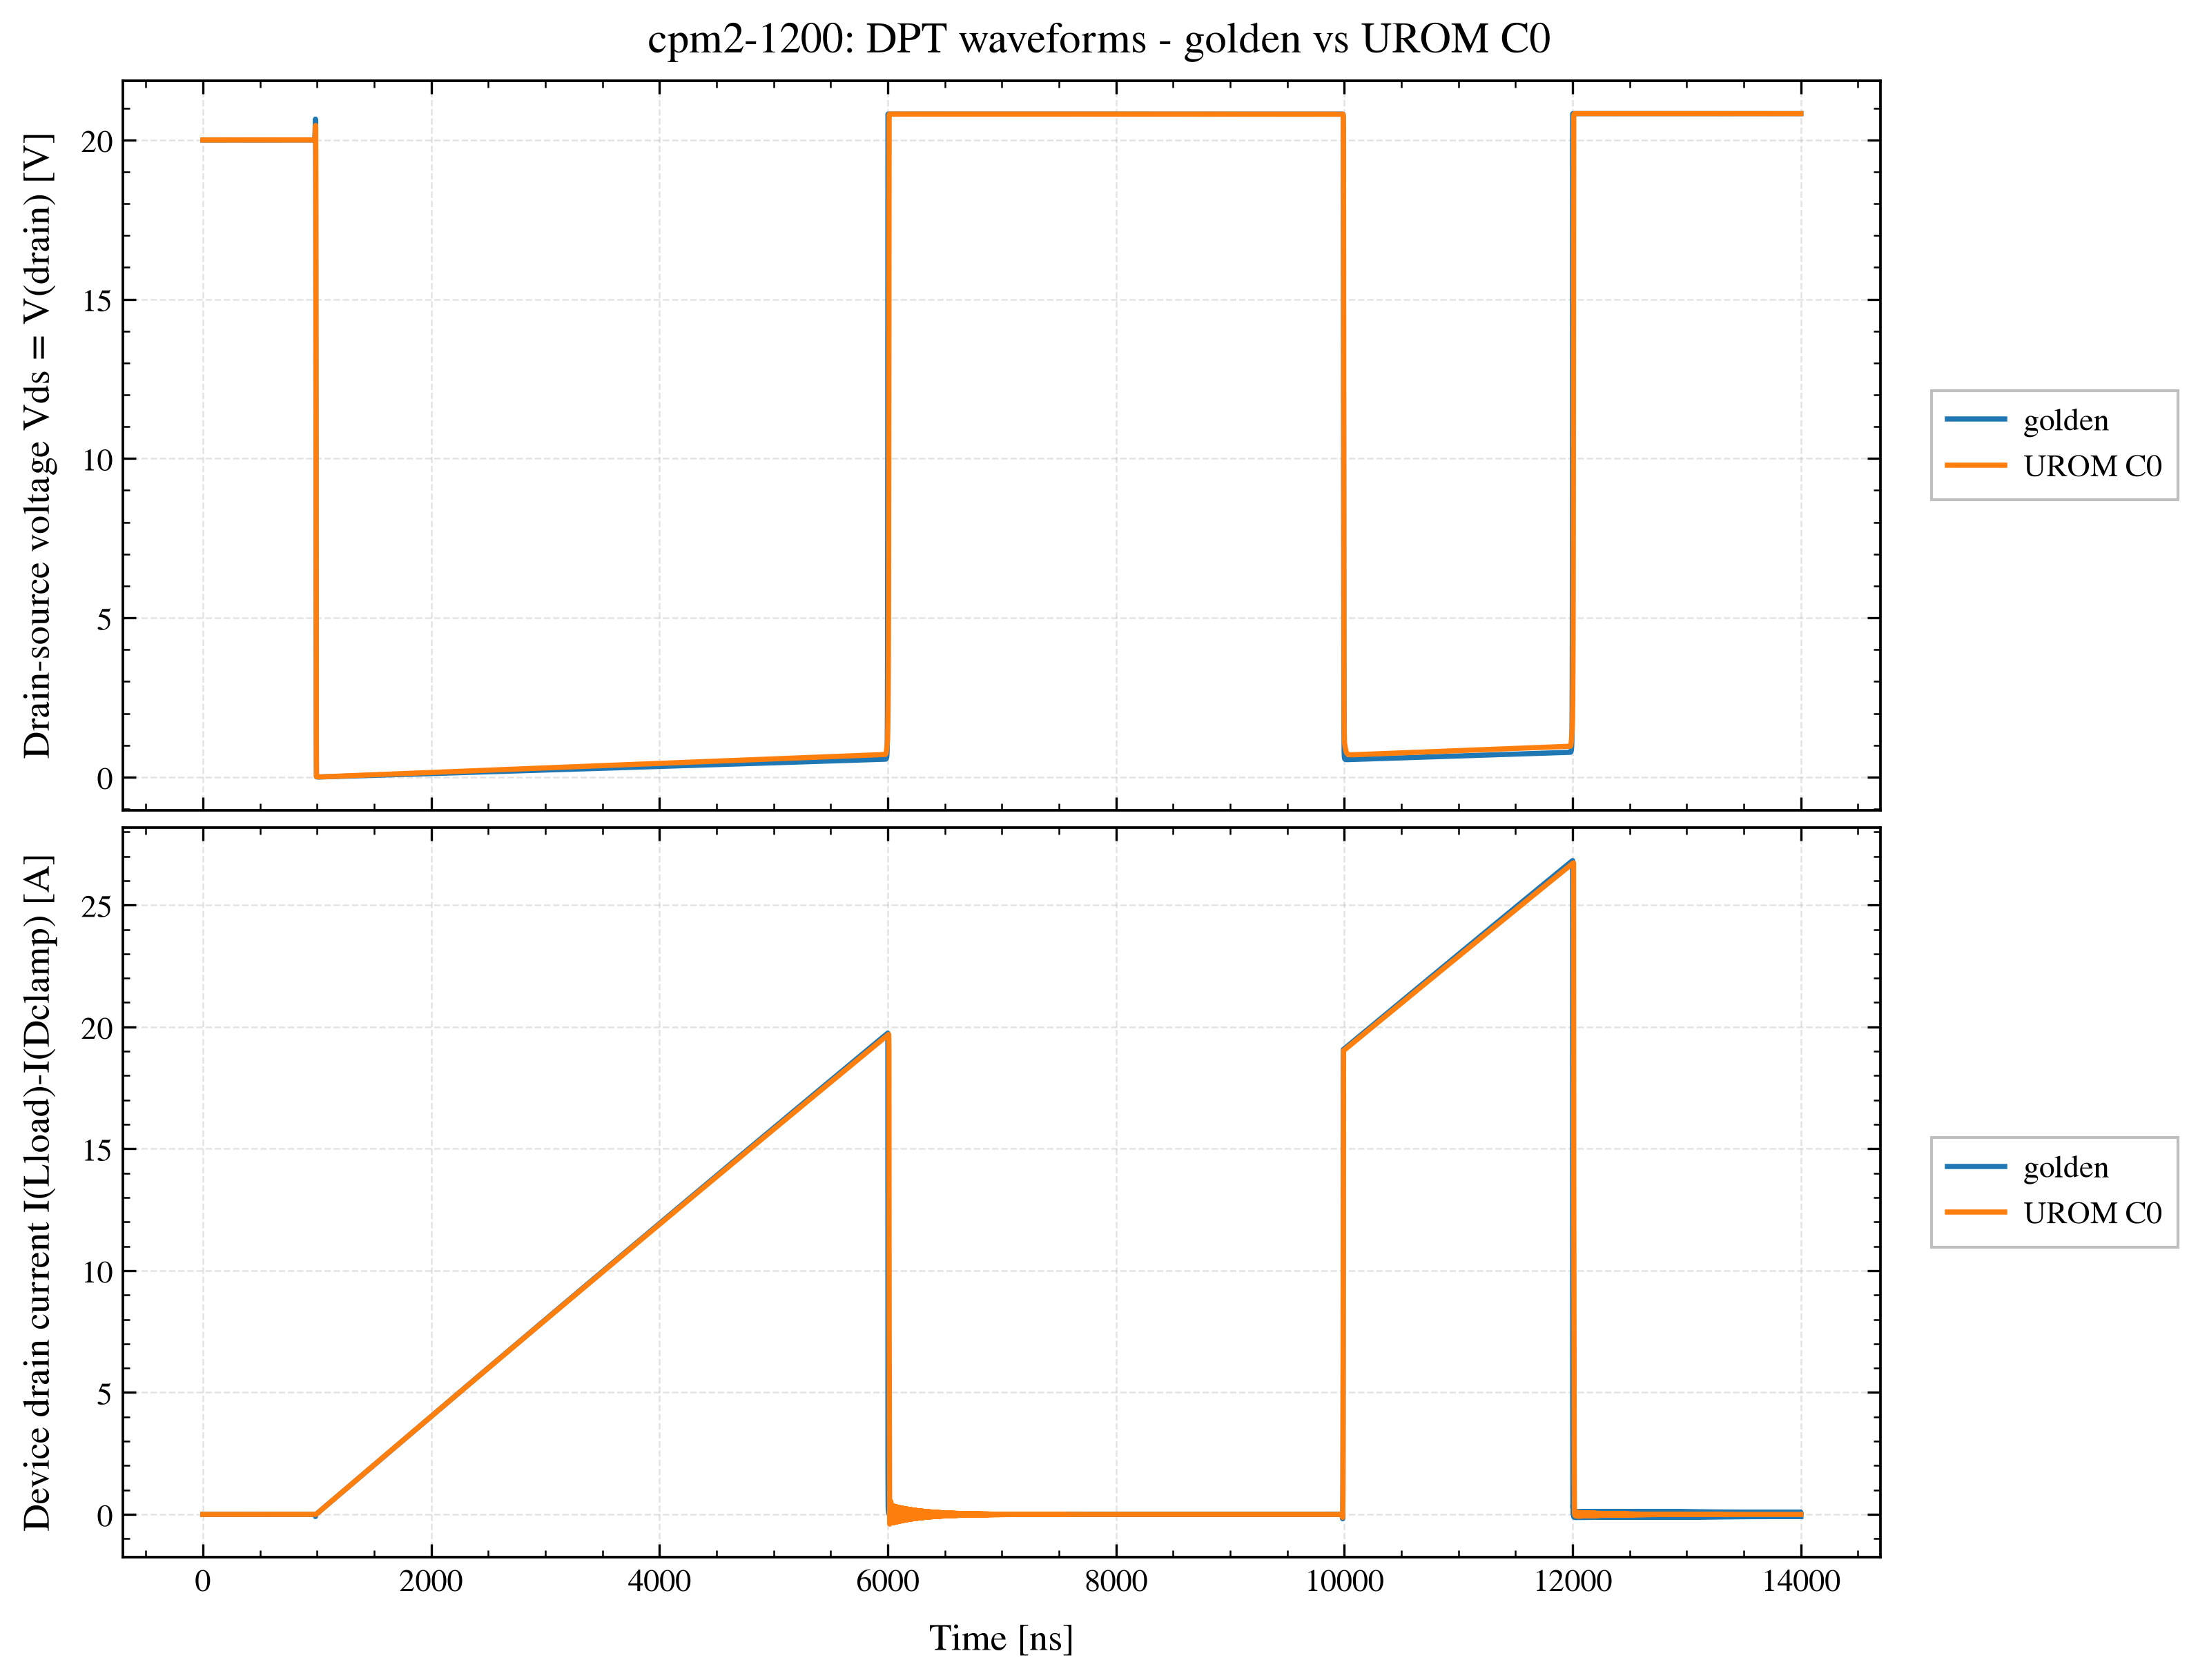 cpm2-1200: DPT waveforms - golden vs UROM C0
Drain-source voltage Vds = V(drain) [V]
20
15
10
5
0
golden
UROM C0
Device drain current I(Lload)-I(Dclamp) [A]
25
20
15
10
5
0
golden
UROM C0
0 2000 4000 6000 8000 10000 12000 14000
Time [ns]